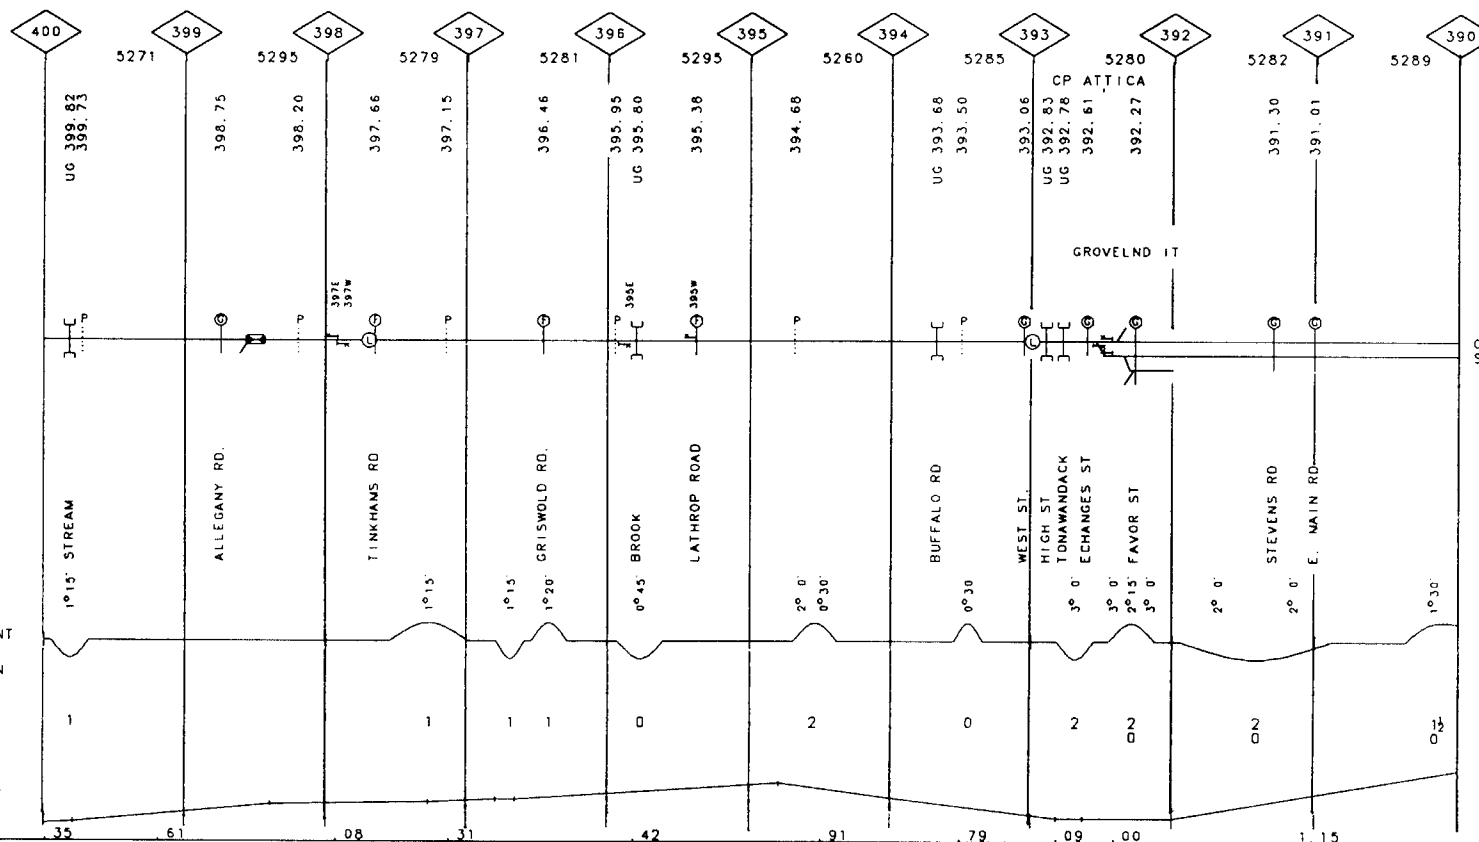 400 399 398 397 396 395 394 393 392 391 390
5271 5295 5279 5281 5295 5260 5285 5280 5282 5289
CP ATTICA
UG 399.82
399.73
398.75
398.20
397.66
397.15
396.46
395.95
UG 395.80
395.38
394.68
UG 393.68
393.50
393.06
UG 392.83
UG 392.78
392.61
392.27
391.30
391.01
GROVELND IT
397E
397W
395E
395W
P P P P P P
G F F F G G G G G
L L
STREAM
ALLEGANY RD.
TINKHAMS RD
GRISWOLD RD.
BROOK
LATHROP ROAD
BUFFALO RD
WEST ST.
HIGH ST
TONAWANDACK
ECHANGES ST
FAVOR ST
STEVENS RD
E. MAIN RD
1°15'
1°15'
1°15'
1°20'
0°45'
2° 0'
0°30'
0°30
3° 0'
3° 0'
2°15'
3° 0'
2° 0'
2° 0'
1°30'
NT
1 1 1 1 0 2 0 2 2 2 1½
0 0 0
.35 .61 .08 .31 .42 .91 .79 .09 .00 1.15